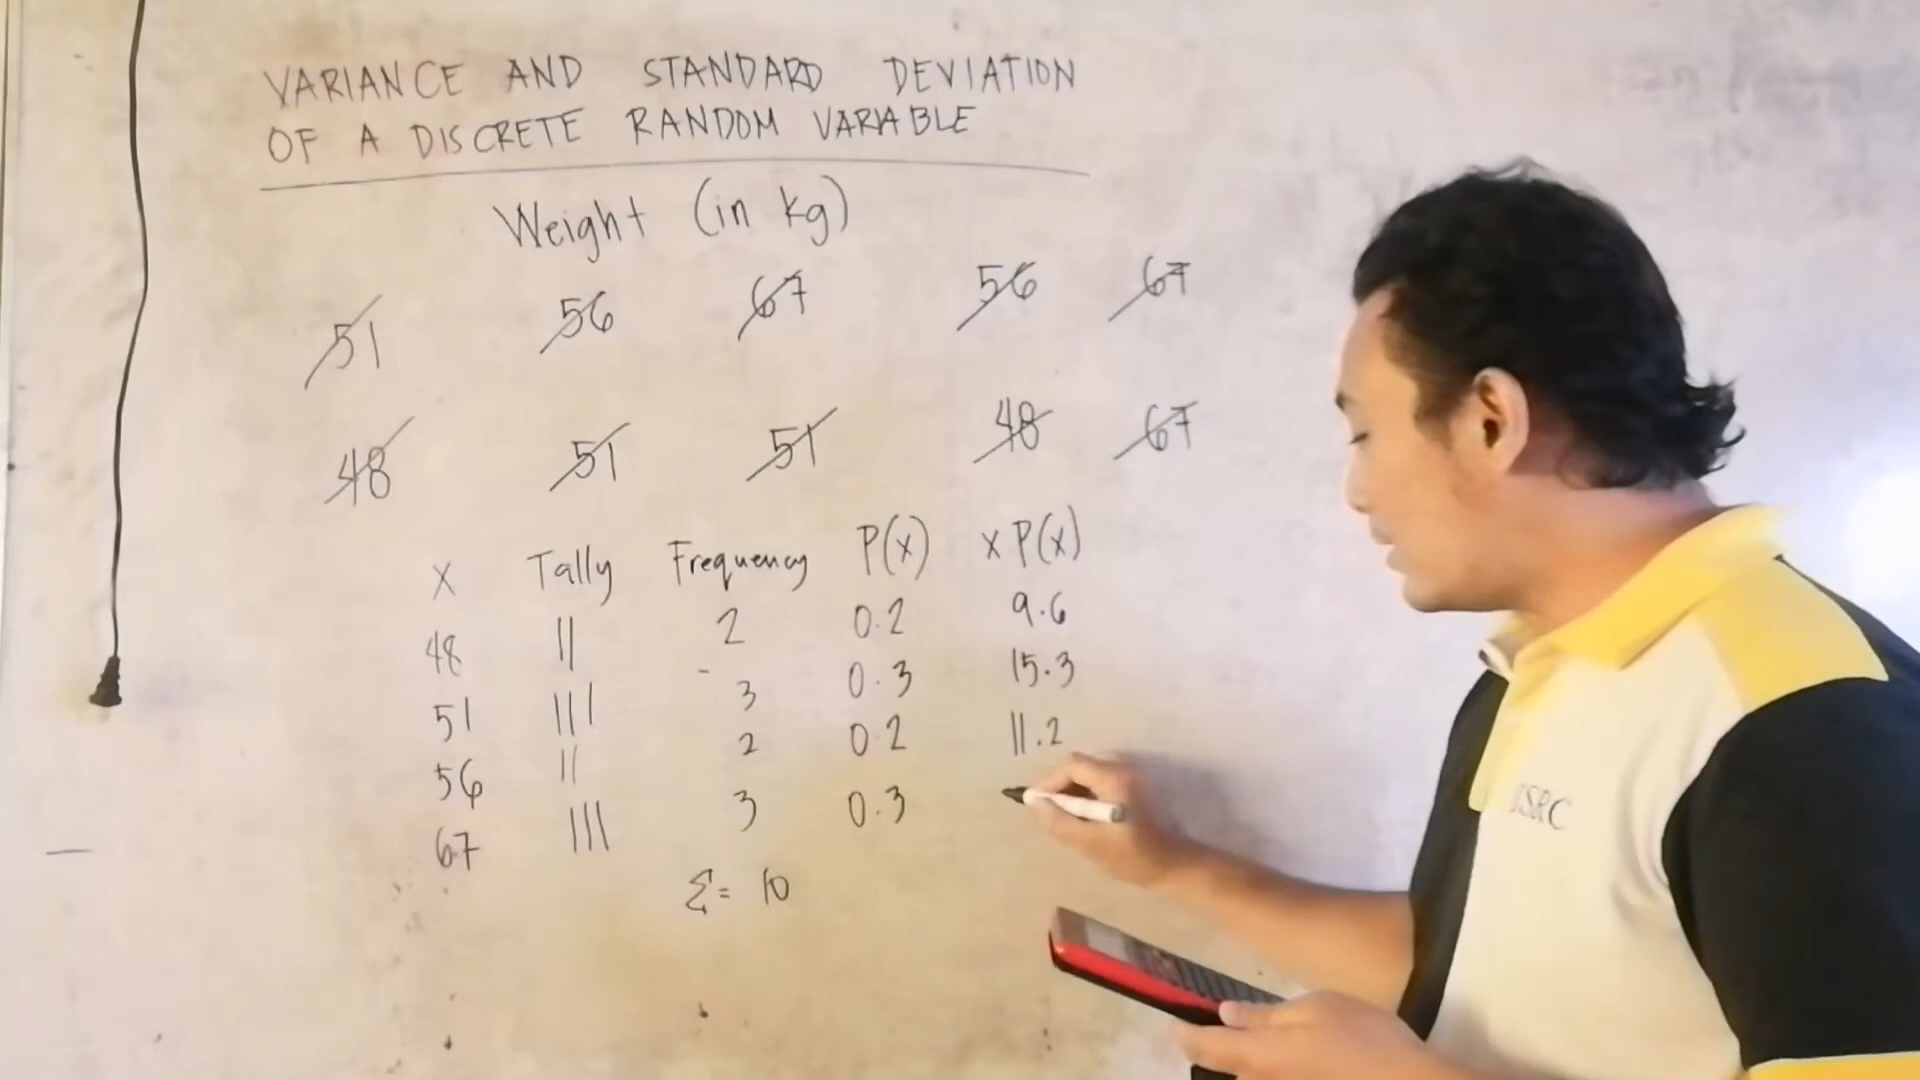 VARIANCE AND STANDARD DEVIATION
OF A DISCRETE RANDOM VARIABLE
Weight (in kg)
51 56 67 56 67
48 51 51 48 67
x Tally Frequency P(x) x P(x)
48 || 2 0.2 9.6
51 ||| 3 0.3 15.3
56 || 2 0.2 11.2
67 ||| 3 0.3
Σ= 10